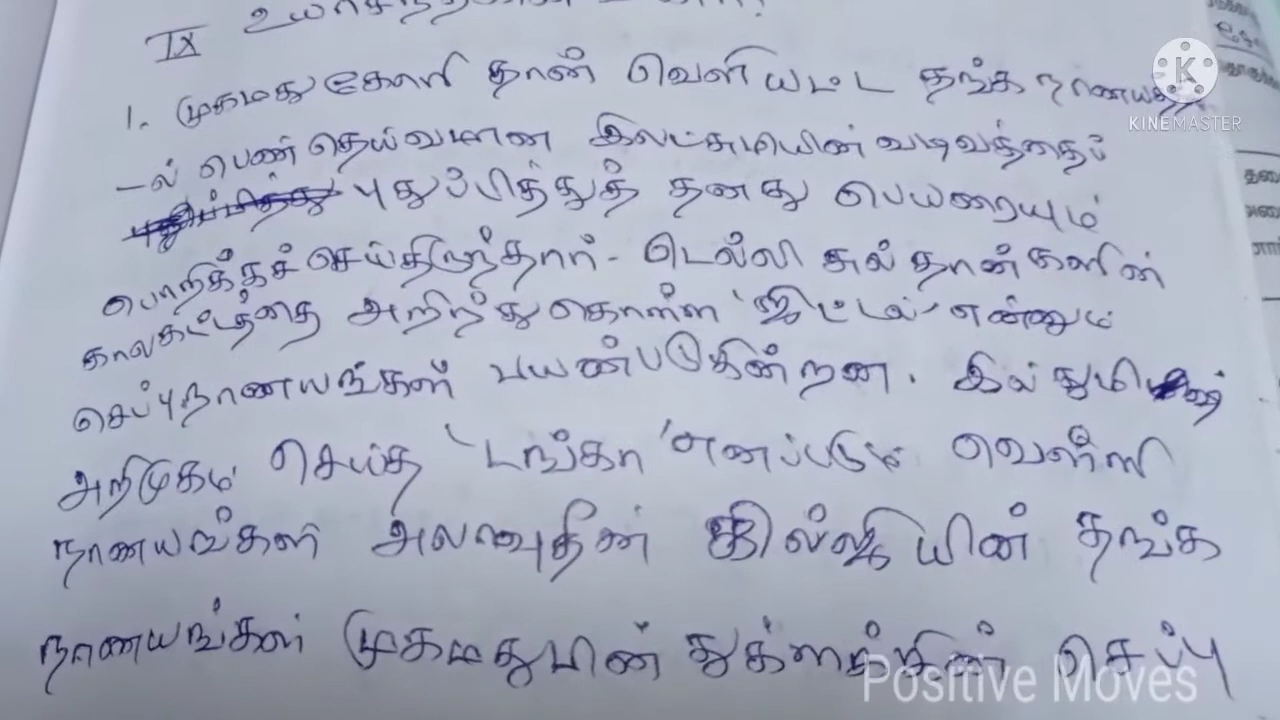 IX உயர்சிந்தனை வினா!
1. முகமதுகோரி தான் வெளியிட்ட தங்க நாணயத்தி
-ல் பெண்தெய்வமான இலட்சுமியின் வடிவத்தைப்
புதுப்பித்துத் தனது பெயரையும்
பொறிக்கச் செய்திருந்தார். டெல்லி சுல்தான்களின்
காலகட்டத்தை அறிந்துகொள்ள 'ஜிட்டல்' என்னும்
செப்புநாணயங்கள் பயன்படுகின்றன. இல்துமிஷ்
அறிமுகம் செய்த 'டங்கா' எனப்படும் வெள்ளி
நாணயங்கள் அலாவுதீன் கில்ஜியின் தங்க
நாணயங்கள் முகமதுபின் துக்ளக்கின் செப்பு
KINEMASTER
Positive Moves